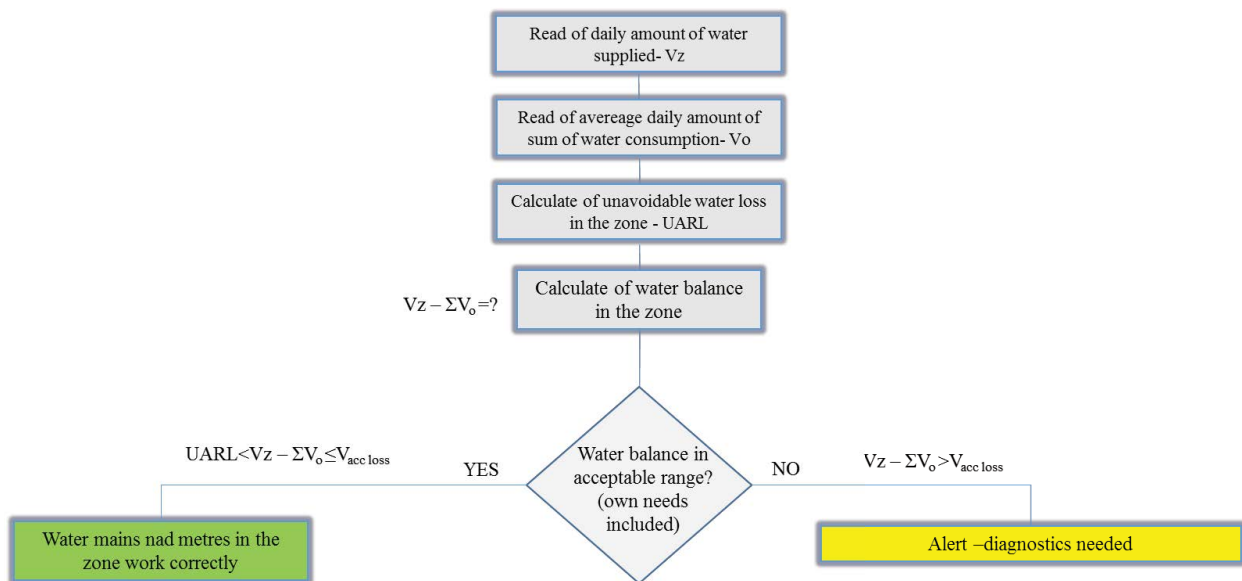 Read of daily amount of water
supplied- Vz
Read of avereage daily amount of
sum of water consumption- Vo
Calculate of unavoidable water loss
in the zone - UARL
Vz – ΣVₒ=?
Calculate of water balance
in the zone
UARL<Vz – ΣVₒ≤V_acc loss
YES
Water balance in
acceptable range?
(own needs
included)
NO
Vz – ΣVₒ>V_acc loss
Water mains nad metres in the
zone work correctly
Alert –diagnostics needed